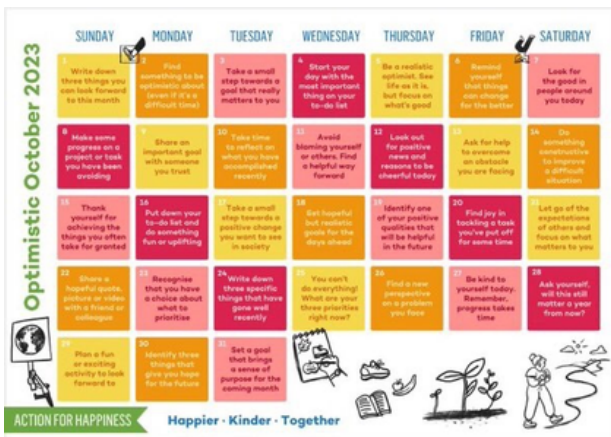 Optimistic October 2023
SUNDAY MONDAY TUESDAY WEDNESDAY THURSDAY FRIDAY SATURDAY
1
Write down
three things you
can look forward
to this month
2
Find
something to be
optimistic about
(even if it's a
difficult time)
3
Take a small
step towards a
goal that really
matters to you
4
Start your
day with the
most important
thing on your
to-do list
5
Be a realistic
optimist. See
life as it is,
but focus on
what's good
6
Remind
yourself
that things
can change
for the better
7
Look for
the good in
people around
you today
8
Make some
progress on a
project or task
you have been
avoiding
9
Share an
important goal
with someone
you trust
10
Take time
to reflect on
what you have
accomplished
recently
11
Avoid
blaming yourself
or others. Find
a helpful way
forward
12
Look out
for positive
news and
reasons to be
cheerful today
13
Ask for help
to overcome
an obstacle
you are facing
14
Do
something
constructive
to improve
a difficult
situation
15
Thank
yourself for
achieving the
things you often
take for granted
16
Put down your
to-do list and
do something
fun or uplifting
17
Take a small
step towards a
positive change
you want to see
in society
18
Set hopeful
but realistic
goals for the
days ahead
19
Identify one
of your positive
qualities that
will be helpful
in the future
20
Find joy in
tackling a task
you've put off
for some time
21
Let go of the
expectations
of others and
focus on what
matters to you
22
Share a
hopeful quote,
picture or video
with a friend or
colleague
23
Recognise
that you have
a choice about
what to
prioritise
24
Write down
three specific
things that have
gone well
recently
25
You can't
do everything!
What are your
three priorities
right now?
26
Find a new
perspective
on a problem
you face
27
Be kind to
yourself today.
Remember,
progress takes
time
28
Ask yourself,
will this still
matter a year
from now?
29
Plan a fun
or exciting
activity to look
forward to
30
Identify three
things that
give you hope
for the future
31
Set a goal
that brings
a sense of
purpose for the
coming month
ACTION FOR HAPPINESS
Happier · Kinder · Together